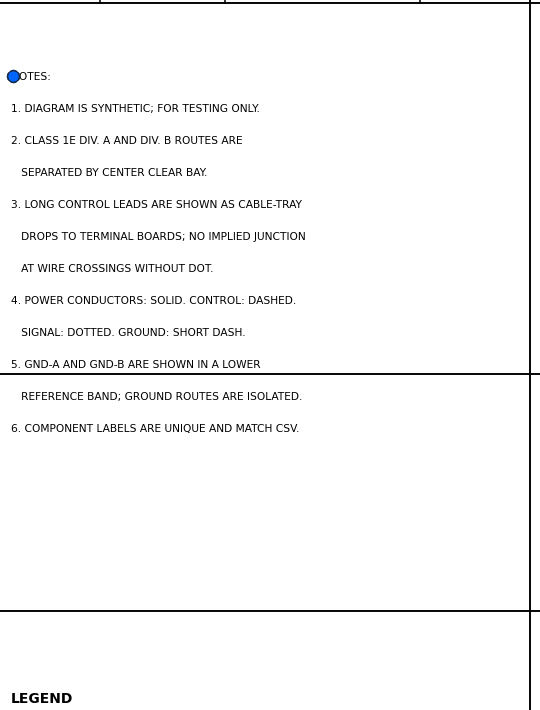 OTES:
1. DIAGRAM IS SYNTHETIC; FOR TESTING ONLY.
2. CLASS 1E DIV. A AND DIV. B ROUTES ARE
SEPARATED BY CENTER CLEAR BAY.
3. LONG CONTROL LEADS ARE SHOWN AS CABLE-TRAY
DROPS TO TERMINAL BOARDS; NO IMPLIED JUNCTION
AT WIRE CROSSINGS WITHOUT DOT.
4. POWER CONDUCTORS: SOLID. CONTROL: DASHED.
SIGNAL: DOTTED. GROUND: SHORT DASH.
5. GND-A AND GND-B ARE SHOWN IN A LOWER
REFERENCE BAND; GROUND ROUTES ARE ISOLATED.
6. COMPONENT LABELS ARE UNIQUE AND MATCH CSV.
LEGEND